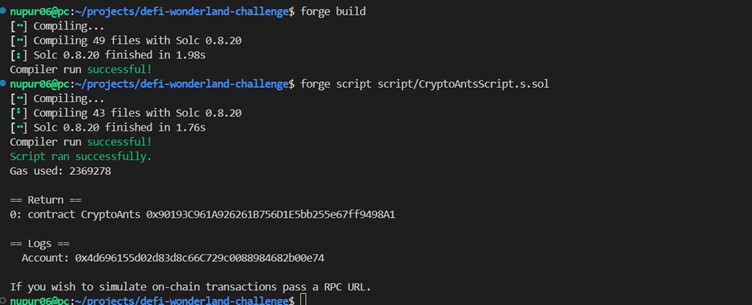 nupur06@pc:~/projects/defi-wonderland-challenge$ forge build
[⠒] Compiling...
[⠒] Compiling 49 files with Solc 0.8.20
[⠆] Solc 0.8.20 finished in 1.98s
Compiler run successful!
nupur06@pc:~/projects/defi-wonderland-challenge$ forge script script/CryptoAntsScript.s.sol
[⠒] Compiling...
[⠃] Compiling 43 files with Solc 0.8.20
[⠒] Solc 0.8.20 finished in 1.76s
Compiler run successful!
Script ran successfully.
Gas used: 2369278
== Return ==
0: contract CryptoAnts 0x90193C961A926261B756D1E5bb255e67ff9498A1
== Logs ==
Account: 0x4d696155d02d83d8c66C729c0088984682b00e74
If you wish to simulate on-chain transactions pass a RPC URL.
nupur06@pc:~/projects/defi-wonderland-challenge$